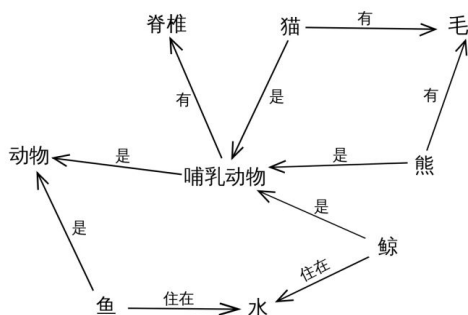 脊椎
猫
有
毛
有
是
有
动物
是
是
哺乳动物
熊
是
是
鲸
住在
鱼
住在
水